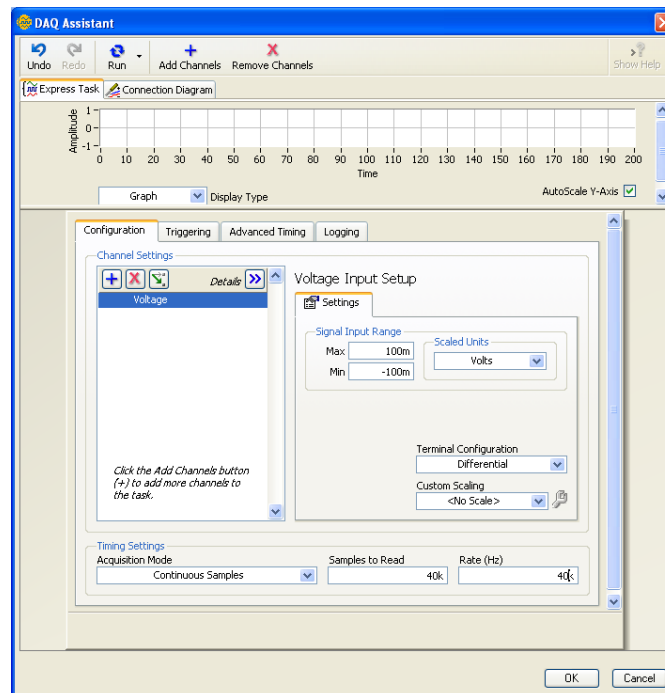 DAQ Assistant
Undo Redo Run Add Channels Remove Channels Show Help
Express Task Connection Diagram
Amplitude
1
0
-1
0 10 20 30 40 50 60 70 80 90 100 110 120 130 140 150 160 170 180 190 200
Time
Graph Display Type AutoScale Y-Axis
Configuration Triggering Advanced Timing Logging
Channel Settings
Details
Voltage
Click the Add Channels button
(+) to add more channels to
the task.
Voltage Input Setup
Settings
Signal Input Range
Max 100m
Min -100m
Scaled Units
Volts
Terminal Configuration
Differential
Custom Scaling
<No Scale>
Timing Settings
Acquisition Mode Samples to Read Rate (Hz)
Continuous Samples 40k 40k
OK Cancel